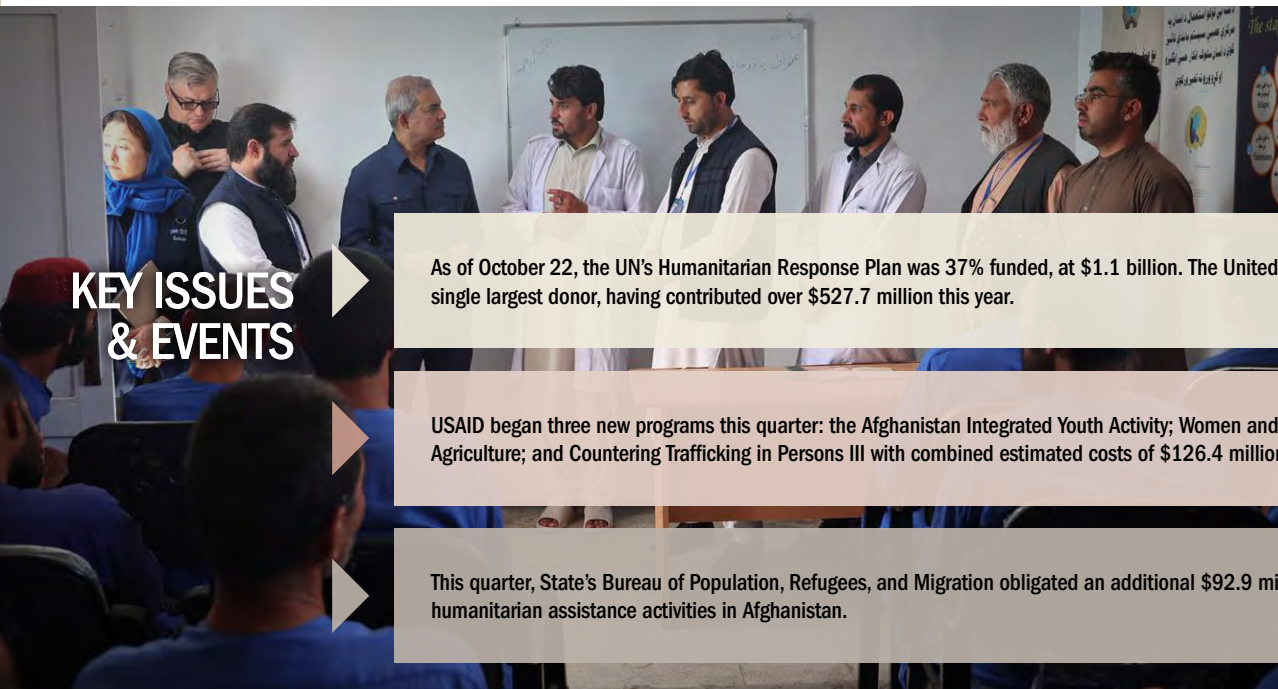 KEY ISSUES
& EVENTS
As of October 22, the UN's Humanitarian Response Plan was 37% funded, at $1.1 billion. The United
single largest donor, having contributed over $527.7 million this year.
USAID began three new programs this quarter: the Afghanistan Integrated Youth Activity; Women and
Agriculture; and Countering Trafficking in Persons III with combined estimated costs of $126.4
This quarter, State's Bureau of Population, Refugees, and Migration obligated an additional $92.9
humanitarian assistance activities in Afghanistan.